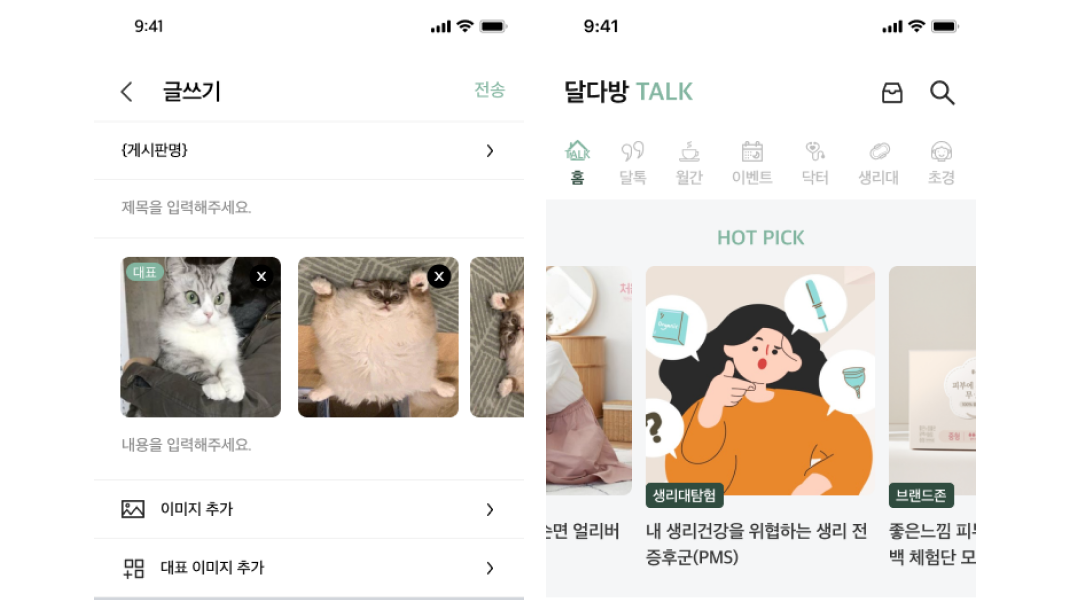 9:41
글쓰기
전송
{게시판명}
제목을 입력해주세요.
대표
내용을 입력해주세요.
이미지 추가
대표 이미지 추가
9:41
달다방 TALK
TALK
홈
달톡
월간
이벤트
닥터
생리대
초경
HOT PICK
Organic
?
생리대탐험
브랜드존
순면 얼리버
내 생리건강을 위협하는 생리 전
증후군(PMS)
좋은느낌 피부
백 체험단 모